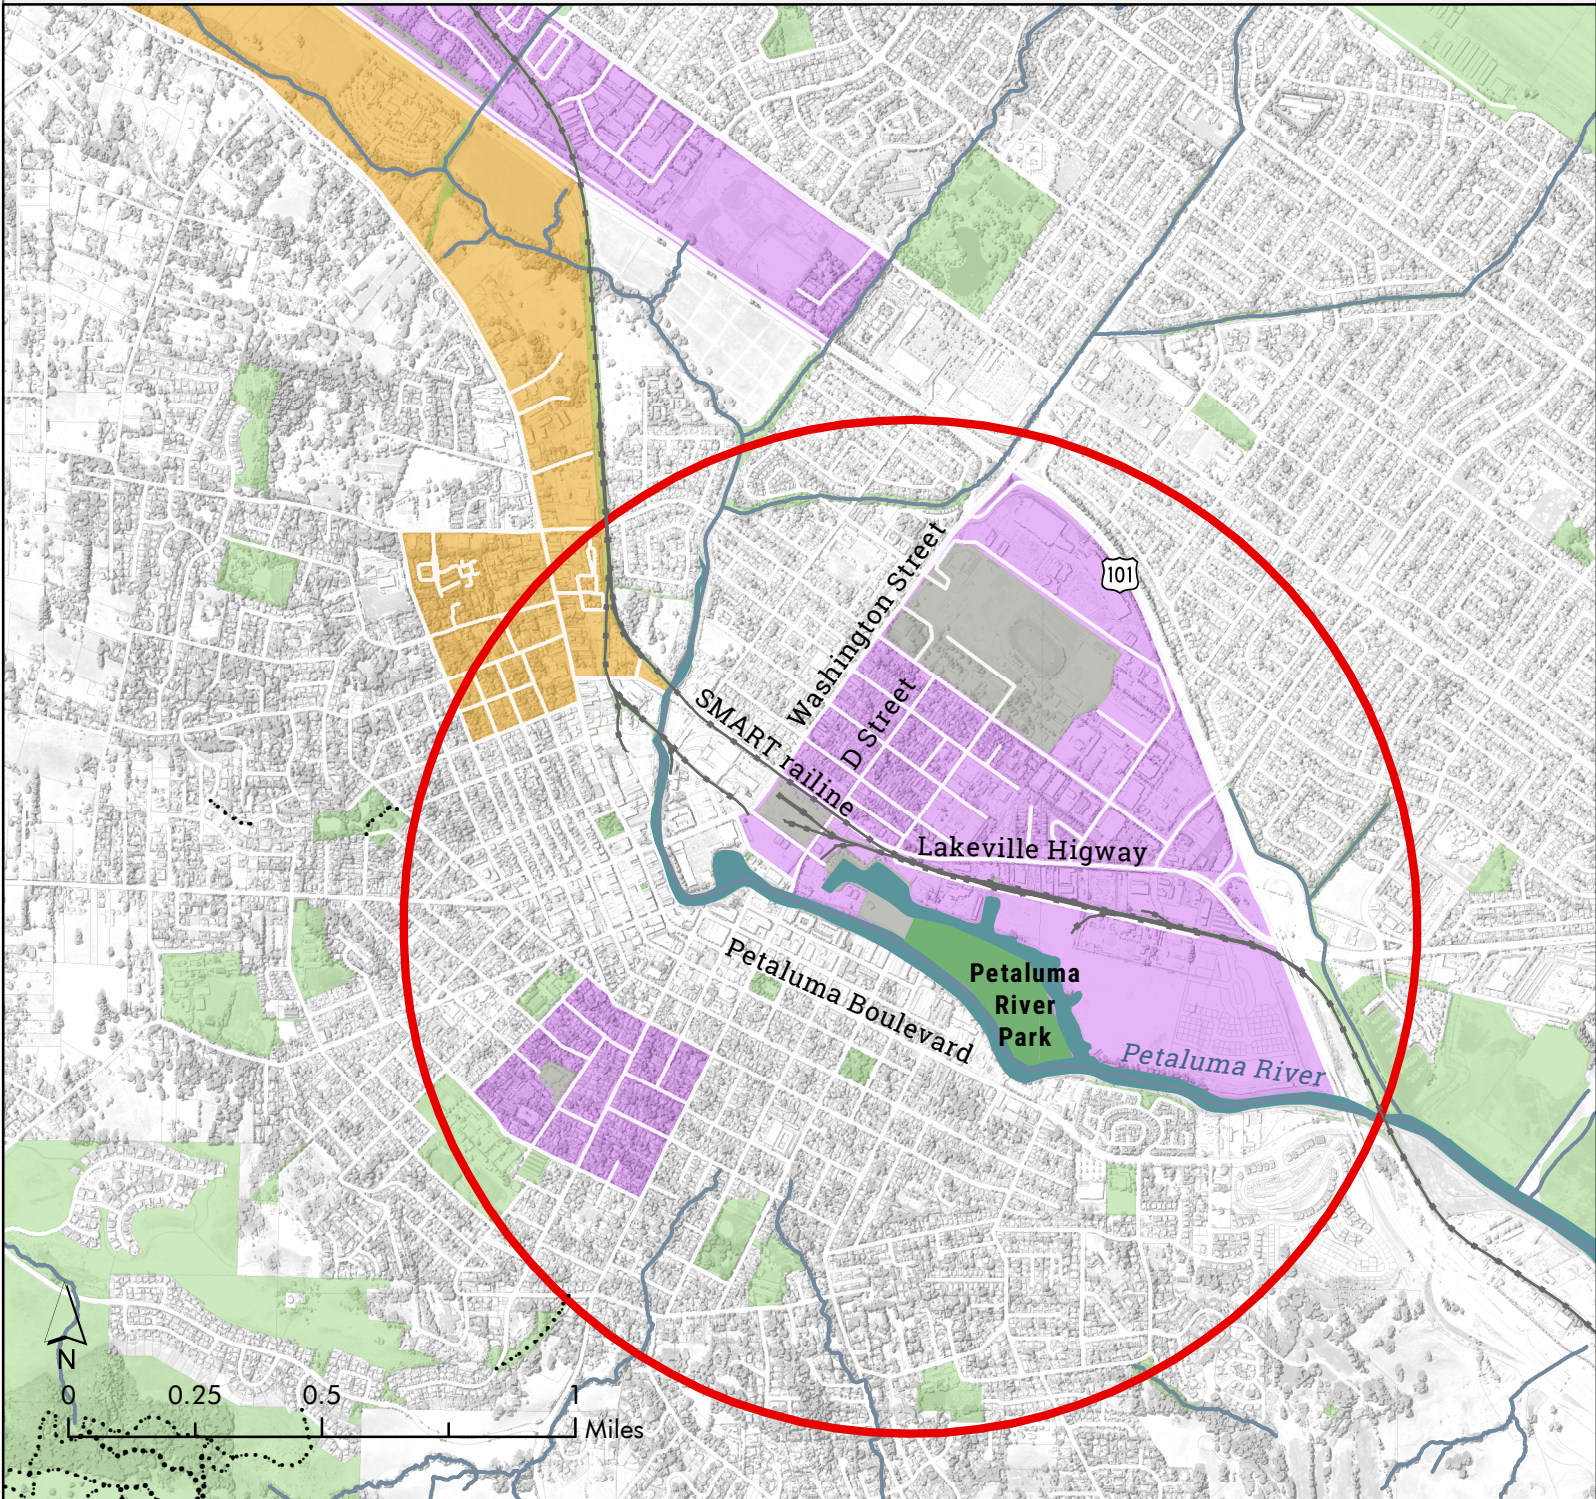 101
Washington Street
D Street
SMART railine
Lakeville Higway
Petaluma
River
Park
Petaluma Boulevard
Petaluma River
N
0 0.25 0.5 1
Miles